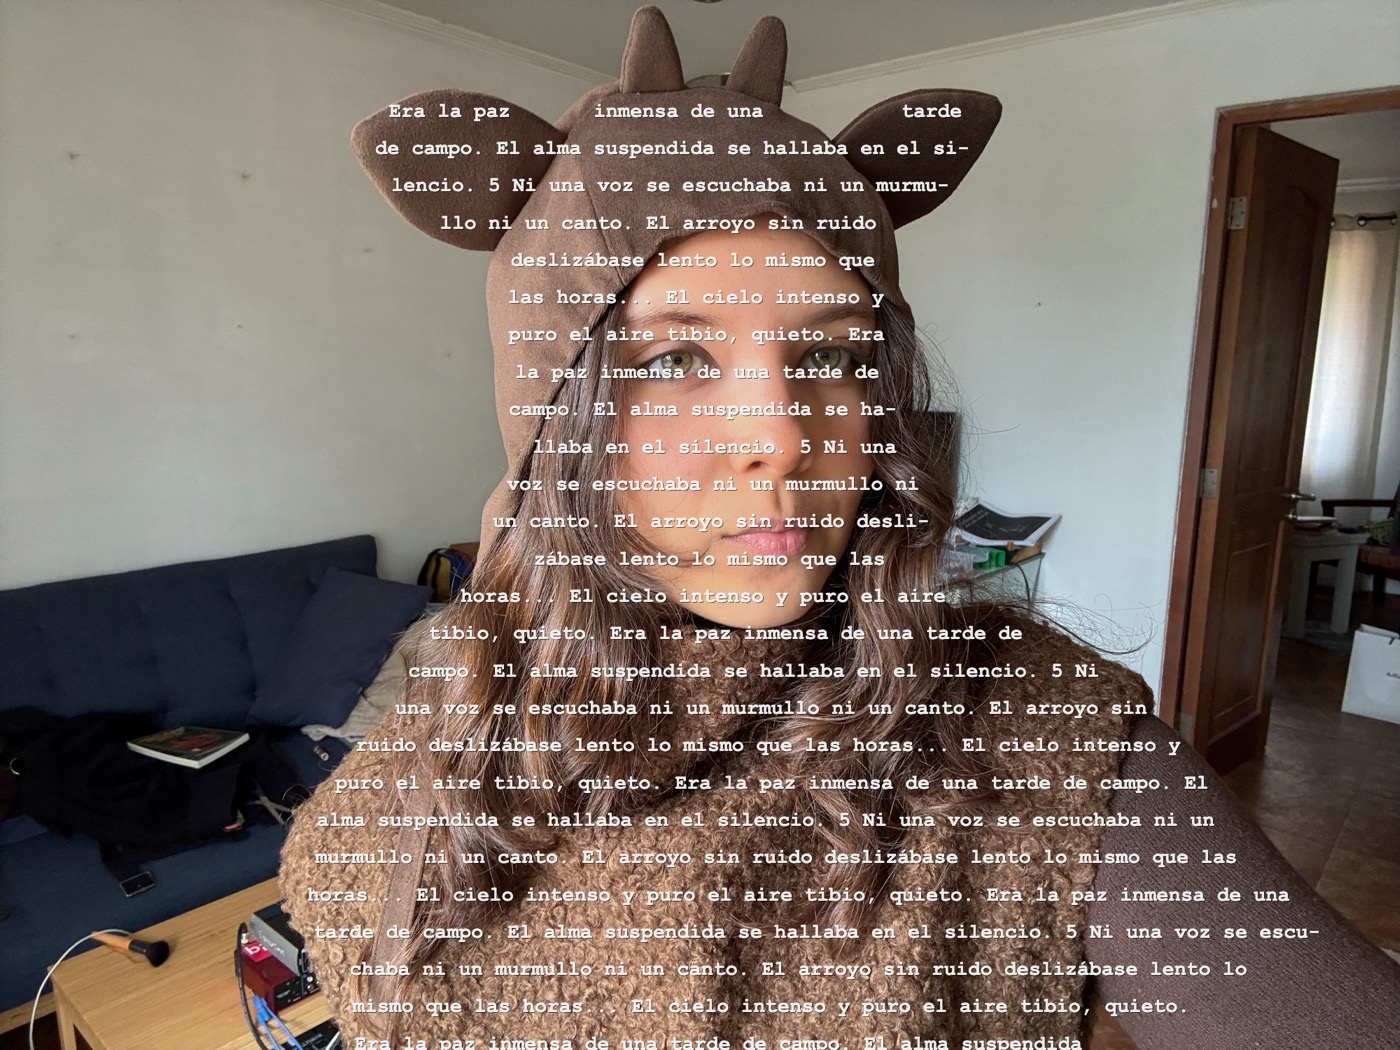 Era la paz inmensa de una tarde
de campo. El alma suspendida se hallaba en el si-
lencio. 5 Ni una voz se escuchaba ni un murmu-
llo ni un canto. El arroyo sin ruido
deslizábase lento lo mismo que
las horas... El cielo intenso y
puro el aire tibio, quieto. Era
la paz inmensa de una tarde de
campo. El alma suspendida se ha-
llaba en el silencio. 5 Ni una
voz se escuchaba ni un murmullo ni
un canto. El arroyo sin ruido desli-
zábase lento lo mismo que las
horas... El cielo intenso y puro el aire
tibio, quieto. Era la paz inmensa de una tarde de
campo. El alma suspendida se hallaba en el silencio. 5 Ni
una voz se escuchaba ni un murmullo ni un canto. El arroyo sin
ruido deslizábase lento lo mismo que las horas... El cielo intenso y
puro el aire tibio, quieto. Era la paz inmensa de una tarde de campo. El
alma suspendida se hallaba en el silencio. 5 Ni una voz se escuchaba ni un
murmullo ni un canto. El arroyo sin ruido deslizábase lento lo mismo que las
horas... El cielo intenso y puro el aire tibio, quieto. Era la paz inmensa de una
tarde de campo. El alma suspendida se hallaba en el silencio. 5 Ni una voz se escu-
chaba ni un murmullo ni un canto. El arroyo sin ruido deslizábase lento lo
mismo que las horas... El cielo intenso y puro el aire tibio, quieto.
Era la paz inmensa de una tarde de campo. El alma suspendida